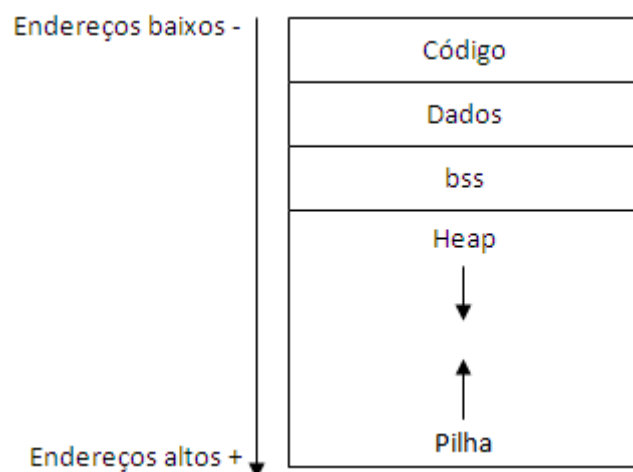 Endereços baixos -
Código
Dados
bss
Heap
Pilha
Endereços altos +